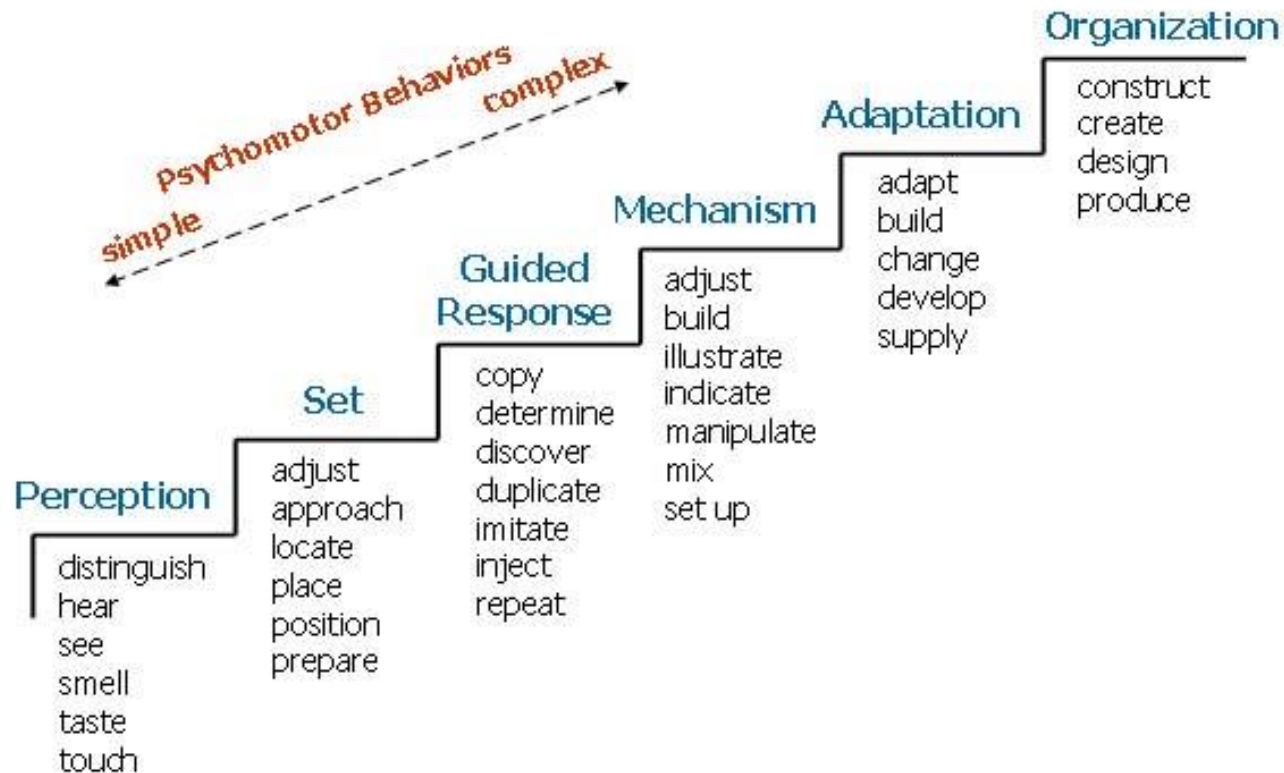 Psychomotor Behaviors
simple
complex
Perception
distinguish
hear
see
smell
taste
touch
Set
adjust
approach
locate
place
position
prepare
Guided
Response
copy
determine
discover
duplicate
imitate
inject
repeat
Mechanism
adjust
build
illustrate
indicate
manipulate
mix
set up
Adaptation
adapt
build
change
develop
supply
Organization
construct
create
design
produce